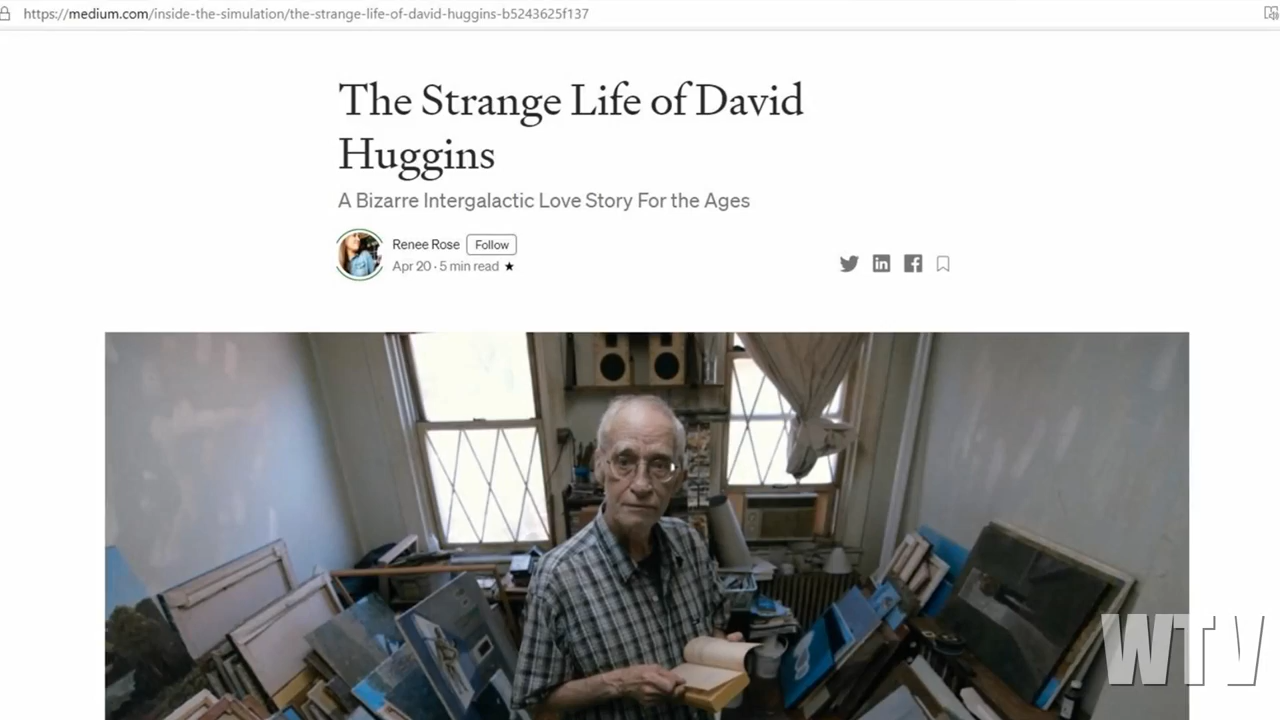 https://medium.com/inside-the-simulation/the-strange-life-of-david-huggins-b5243625f137
The Strange Life of David
Huggins
A Bizarre Intergalactic Love Story For the Ages
Renee Rose Follow
Apr 20 · 5 min read ★
WTV